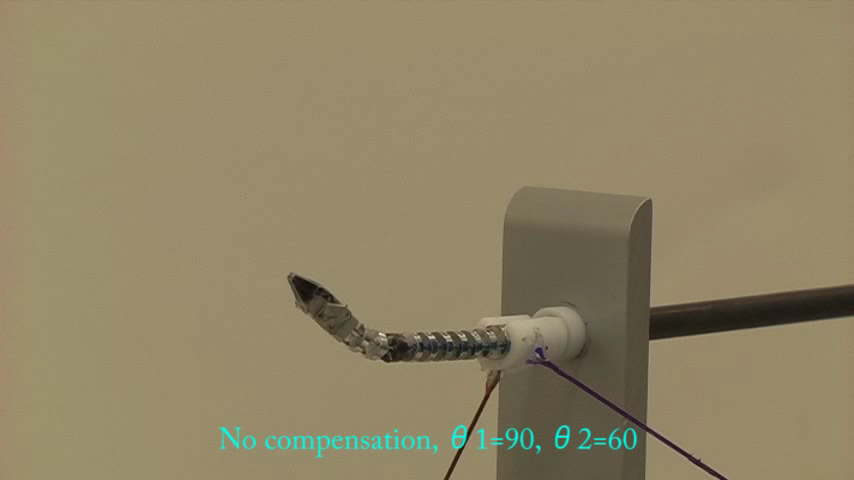 No compensation, θ1=90, θ2=60